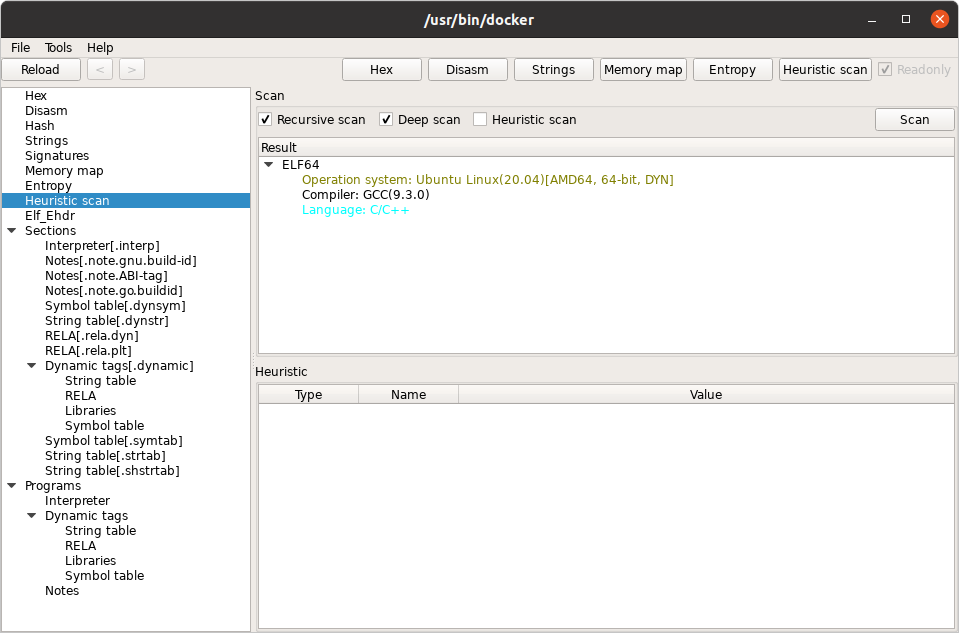 /usr/bin/docker
File Tools Help
Reload < > Hex Disasm Strings Memory map Entropy Heuristic scan Readonly
Hex
Disasm
Hash
Strings
Signatures
Memory map
Entropy
Heuristic scan
Elf_Ehdr
Sections
Interpreter[.interp]
Notes[.note.gnu.build-id]
Notes[.note.ABI-tag]
Notes[.note.go.buildid]
Symbol table[.dynsym]
String table[.dynstr]
RELA[.rela.dyn]
RELA[.rela.plt]
Dynamic tags[.dynamic]
String table
RELA
Libraries
Symbol table
Symbol table[.symtab]
String table[.strtab]
String table[.shstrtab]
Programs
Interpreter
Dynamic tags
String table
RELA
Libraries
Symbol table
Notes
Scan
Recursive scan Deep scan Heuristic scan Scan
Result
ELF64
Operation system: Ubuntu Linux(20.04)[AMD64, 64-bit, DYN]
Compiler: GCC(9.3.0)
Language: C/C++
Heuristic
Type Name Value